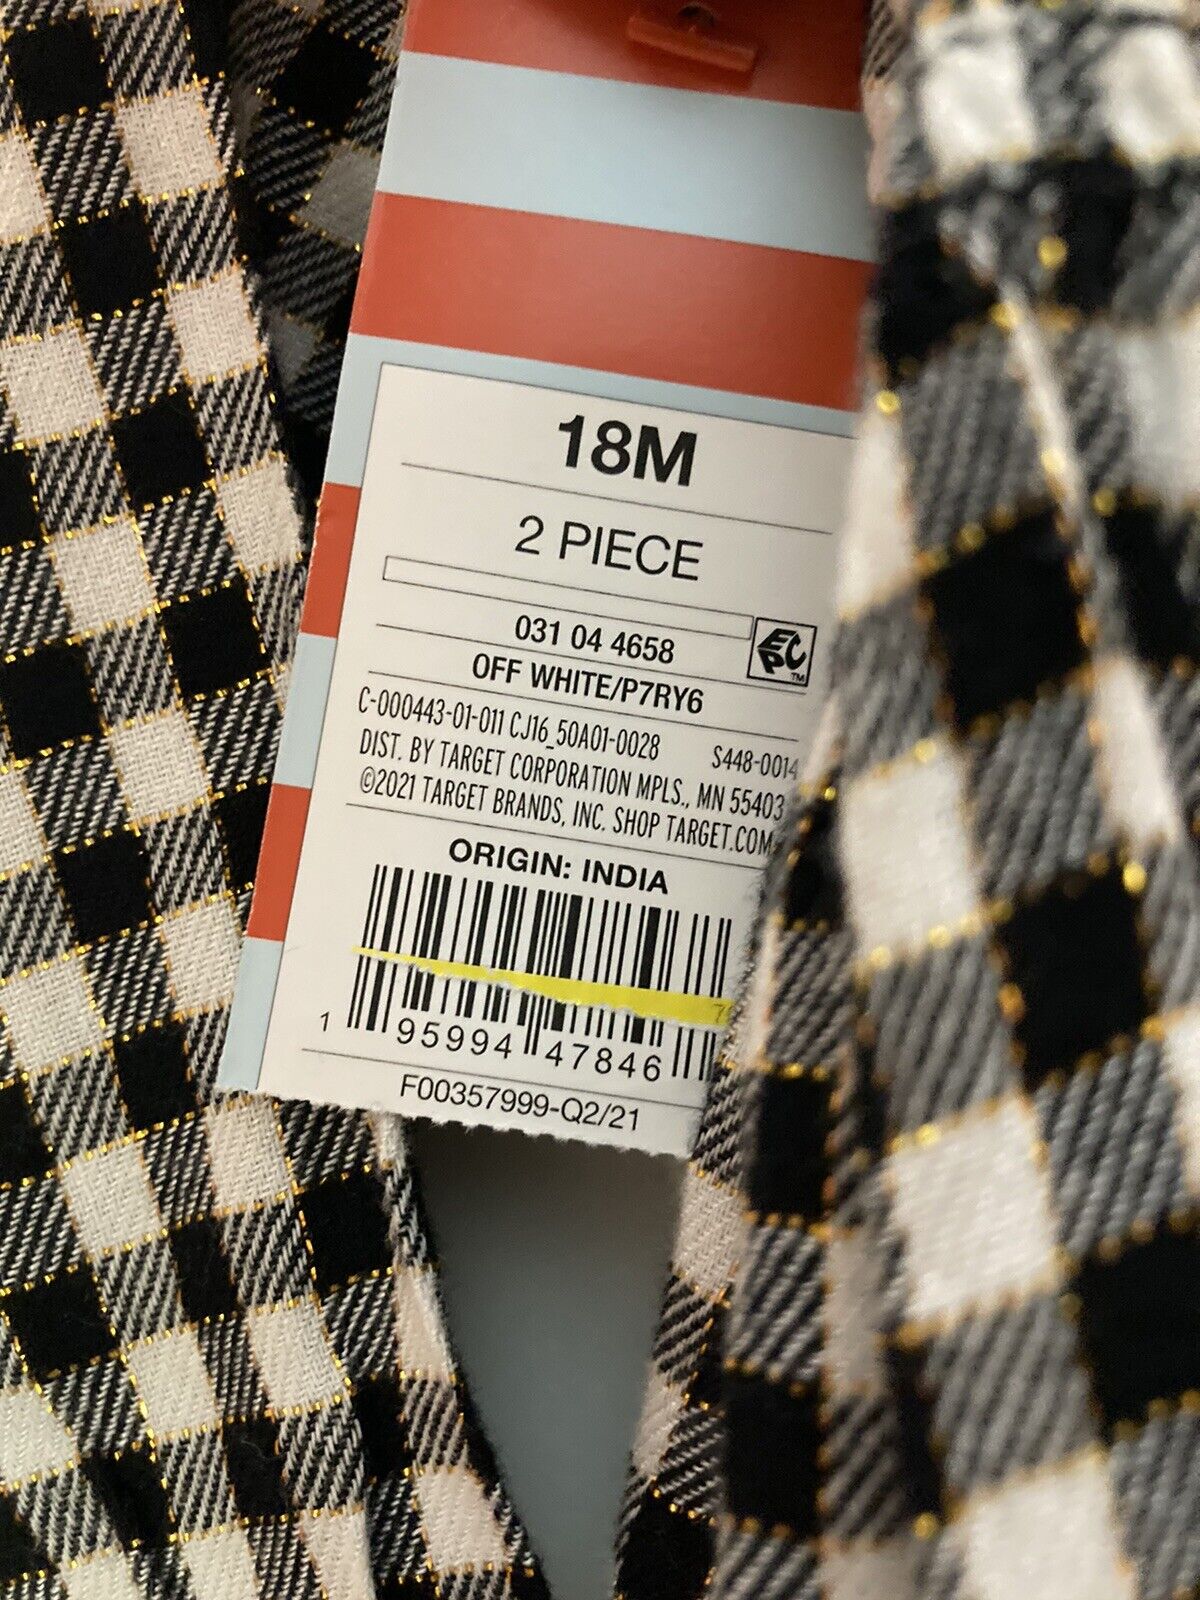 18M
2 PIECE
031 04 4658
EPC TM
OFF WHITE/P7RY6
C-000443-01-011 CJ16_50A01-0028 S448-0014
DIST. BY TARGET CORPORATION MPLS., MN 55403
©2021 TARGET BRANDS, INC. SHOP TARGET.COM
ORIGIN: INDIA
1 95994 47846
F00357999-Q2/21